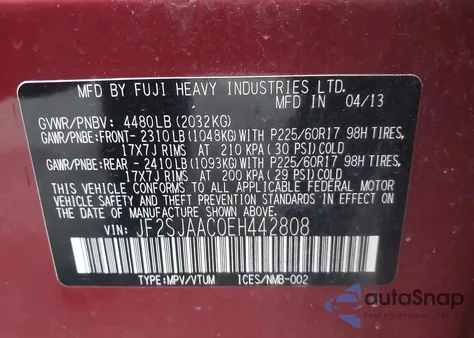 MFD BY FUJI HEAVY INDUSTRIES LTD.
IN 04/13
GVWR/PNBV: 4480LB (2032KG)
GAWR/PNBE:FRONT- 2310LB (1048KG) WITH P225/60R17 98H TIRES,
17X7J RIMS AT 210 KPA (30 PSI) COLD
GAWR/PNBE:REAR - 2410LB (1093KG) WITH P225/60R17 98H TIRES,
17X7J RIMS AT 200 KPA (29 PSI) COLD
THIS VEHICLE CONFORMS TO ALL APPLICABLE FEDERAL MOTOR
VEHICLE SAFETY AND THEFT PREVENTION STANDARDS IN EFFECT
ON THE DATE OF MANUFACTURE SHOWN ABOVE.
VIN: JF2SJAAC0EH442808
TYPE:MPV/VTUM ICES/NMB-002
autoSnap